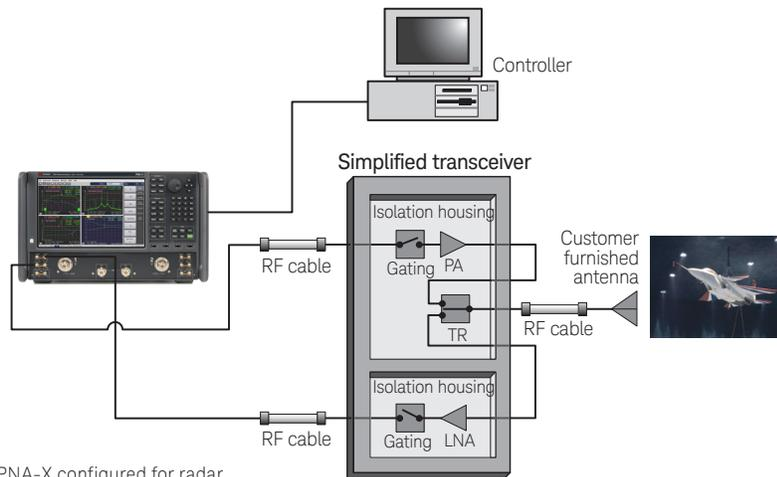 Controller
Simplified transceiver
Isolation housing
Gating
PA
RF cable
Customer
furnished
antenna
TR
RF cable
Isolation housing
Gating
LNA
RF cable
PNA-X configured for radar